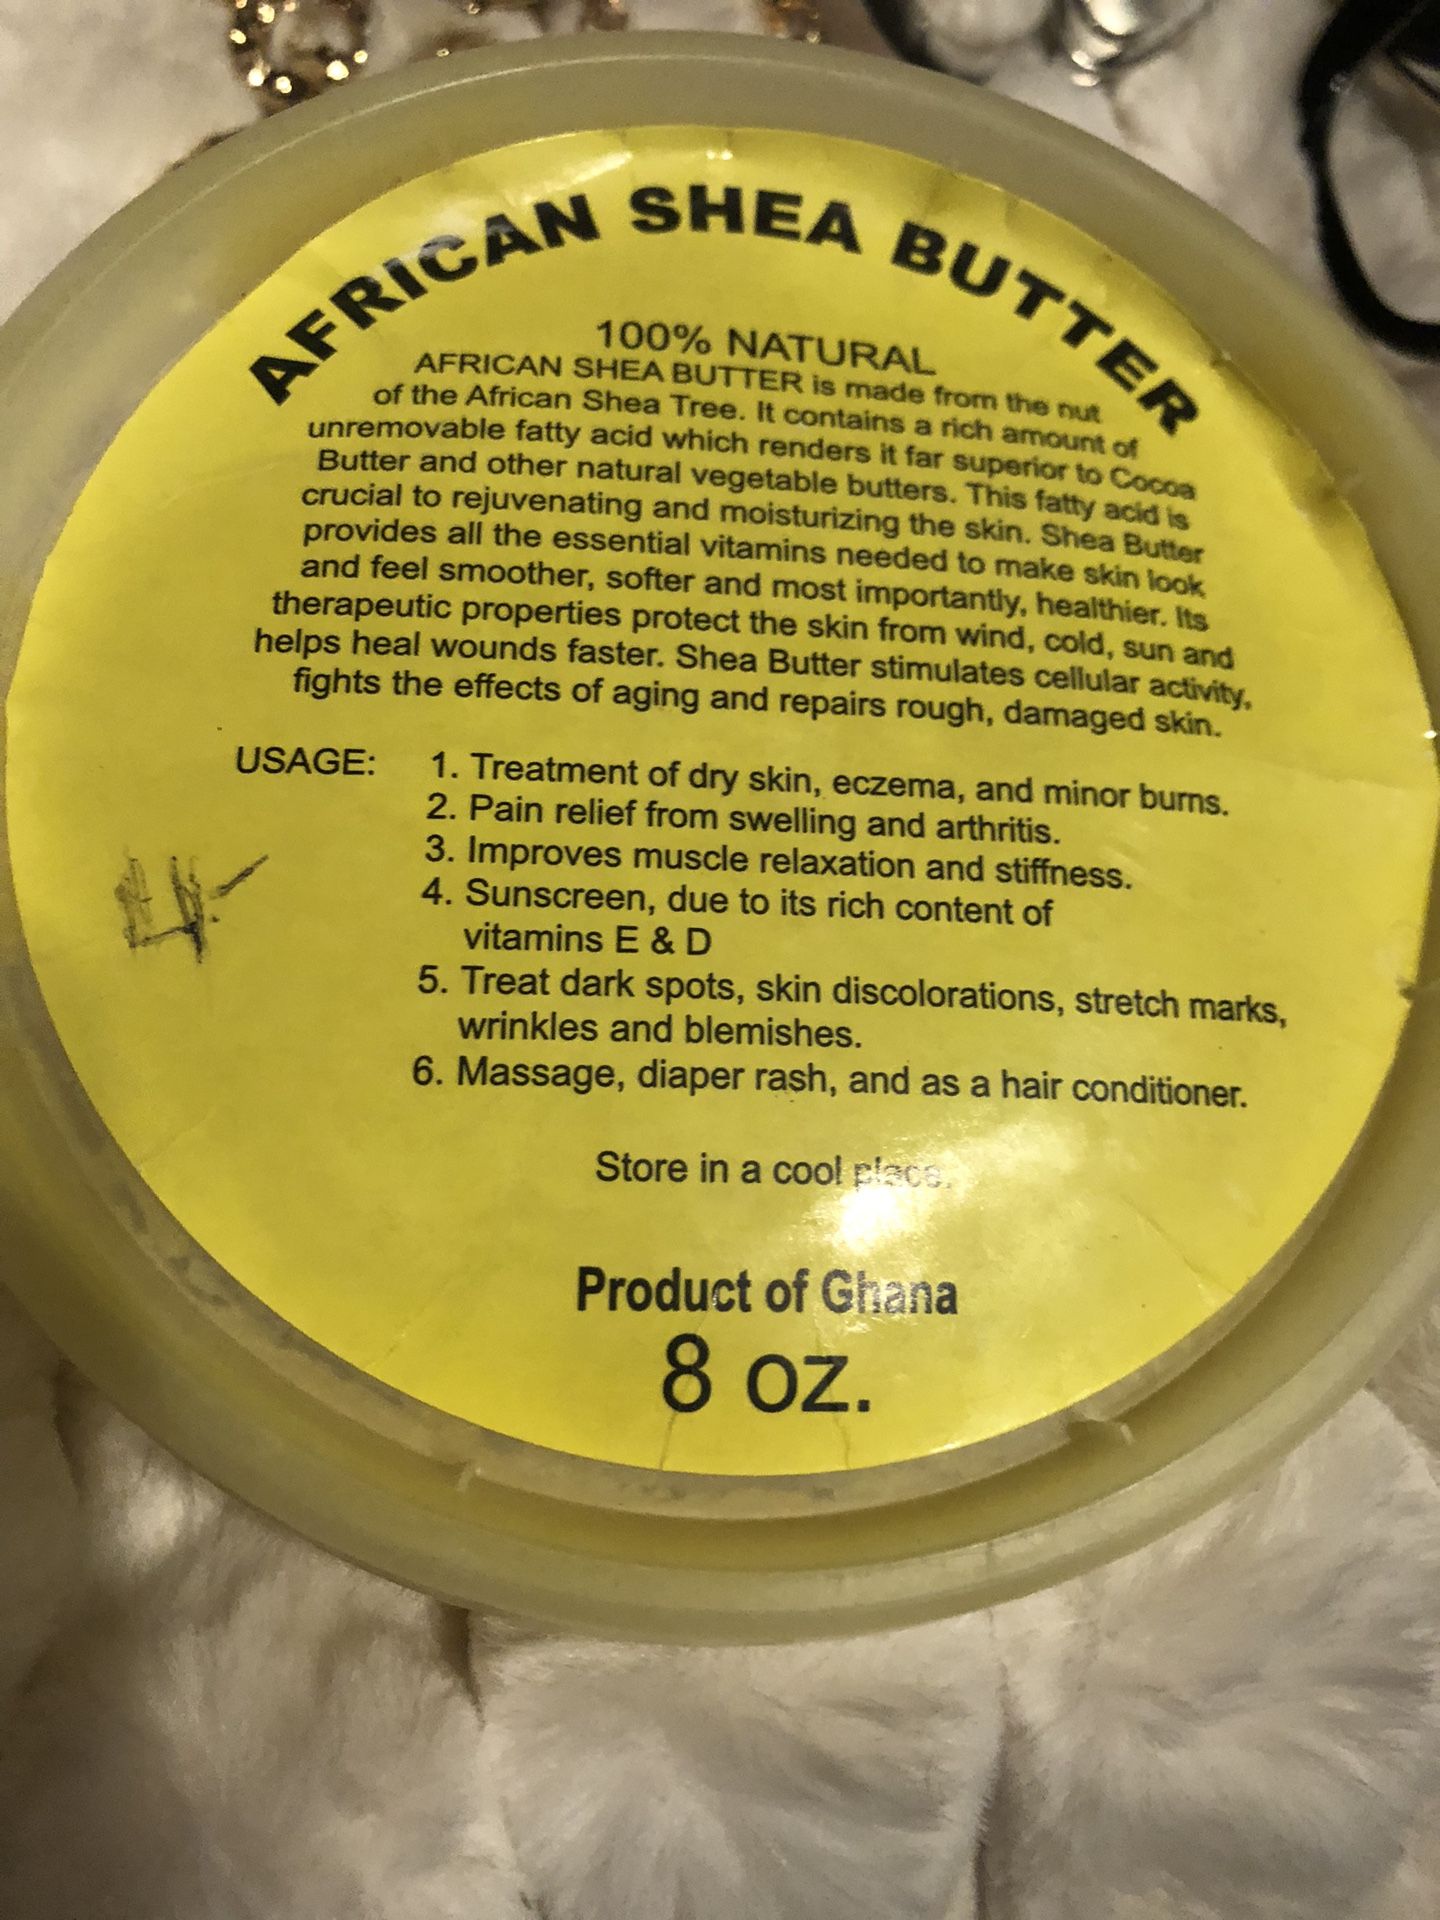 AFRICAN SHEA BUTTER
100% NATURAL
AFRICAN SHEA BUTTER is made from the nut
of the African Shea Tree. It contains a rich amount of
unremovable fatty acid which renders it far superior to Cocoa
Butter and other natural vegetable butters. This fatty acid is
crucial to rejuvenating and moisturizing the skin. Shea Butter
provides all the essential vitamins needed to make skin look
and feel smoother, softer and most importantly, healthier. Its
therapeutic properties protect the skin from wind, cold, sun and
helps heal wounds faster. Shea Butter stimulates cellular activity,
fights the effects of aging and repairs rough, damaged skin.
USAGE: 1. Treatment of dry skin, eczema, and minor burns.
2. Pain relief from swelling and arthritis.
3. Improves muscle relaxation and stiffness.
4. Sunscreen, due to its rich content of
vitamins E & D
5. Treat dark spots, skin discolorations, stretch marks,
wrinkles and blemishes.
6. Massage, diaper rash, and as a hair conditioner.
Store in a cool place.
Product of Ghana
8 oz.